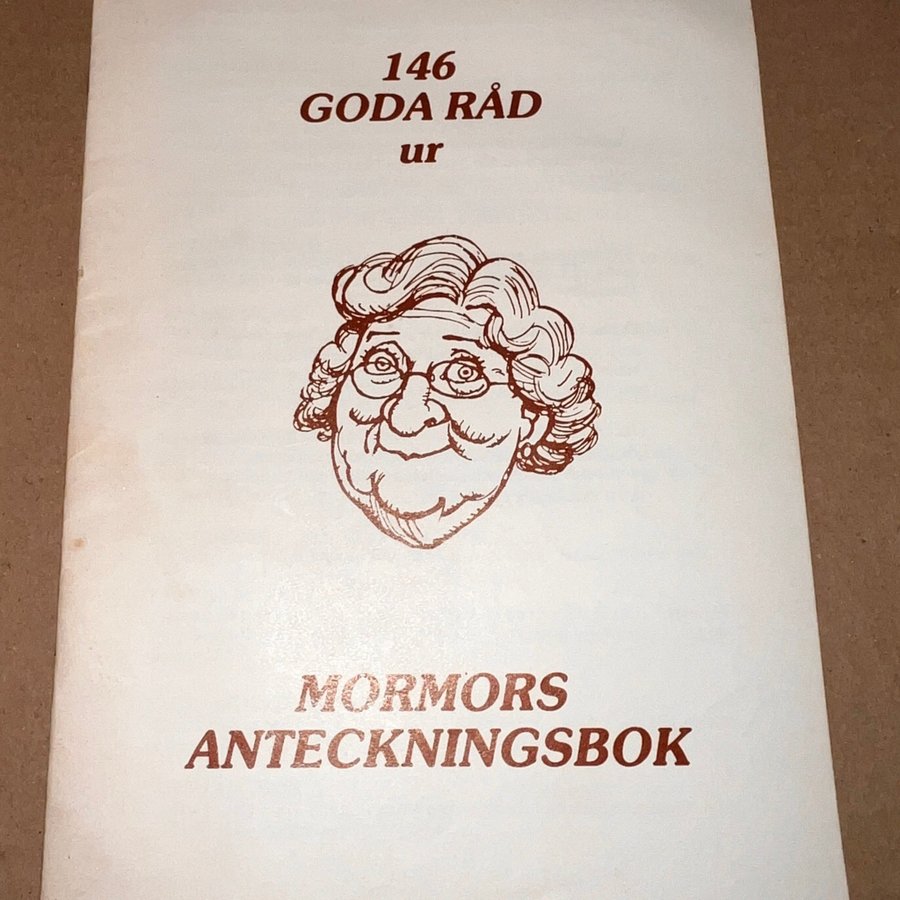 146
GODA RÅD
ur
MORMORS
ANTECKNINGSBOK